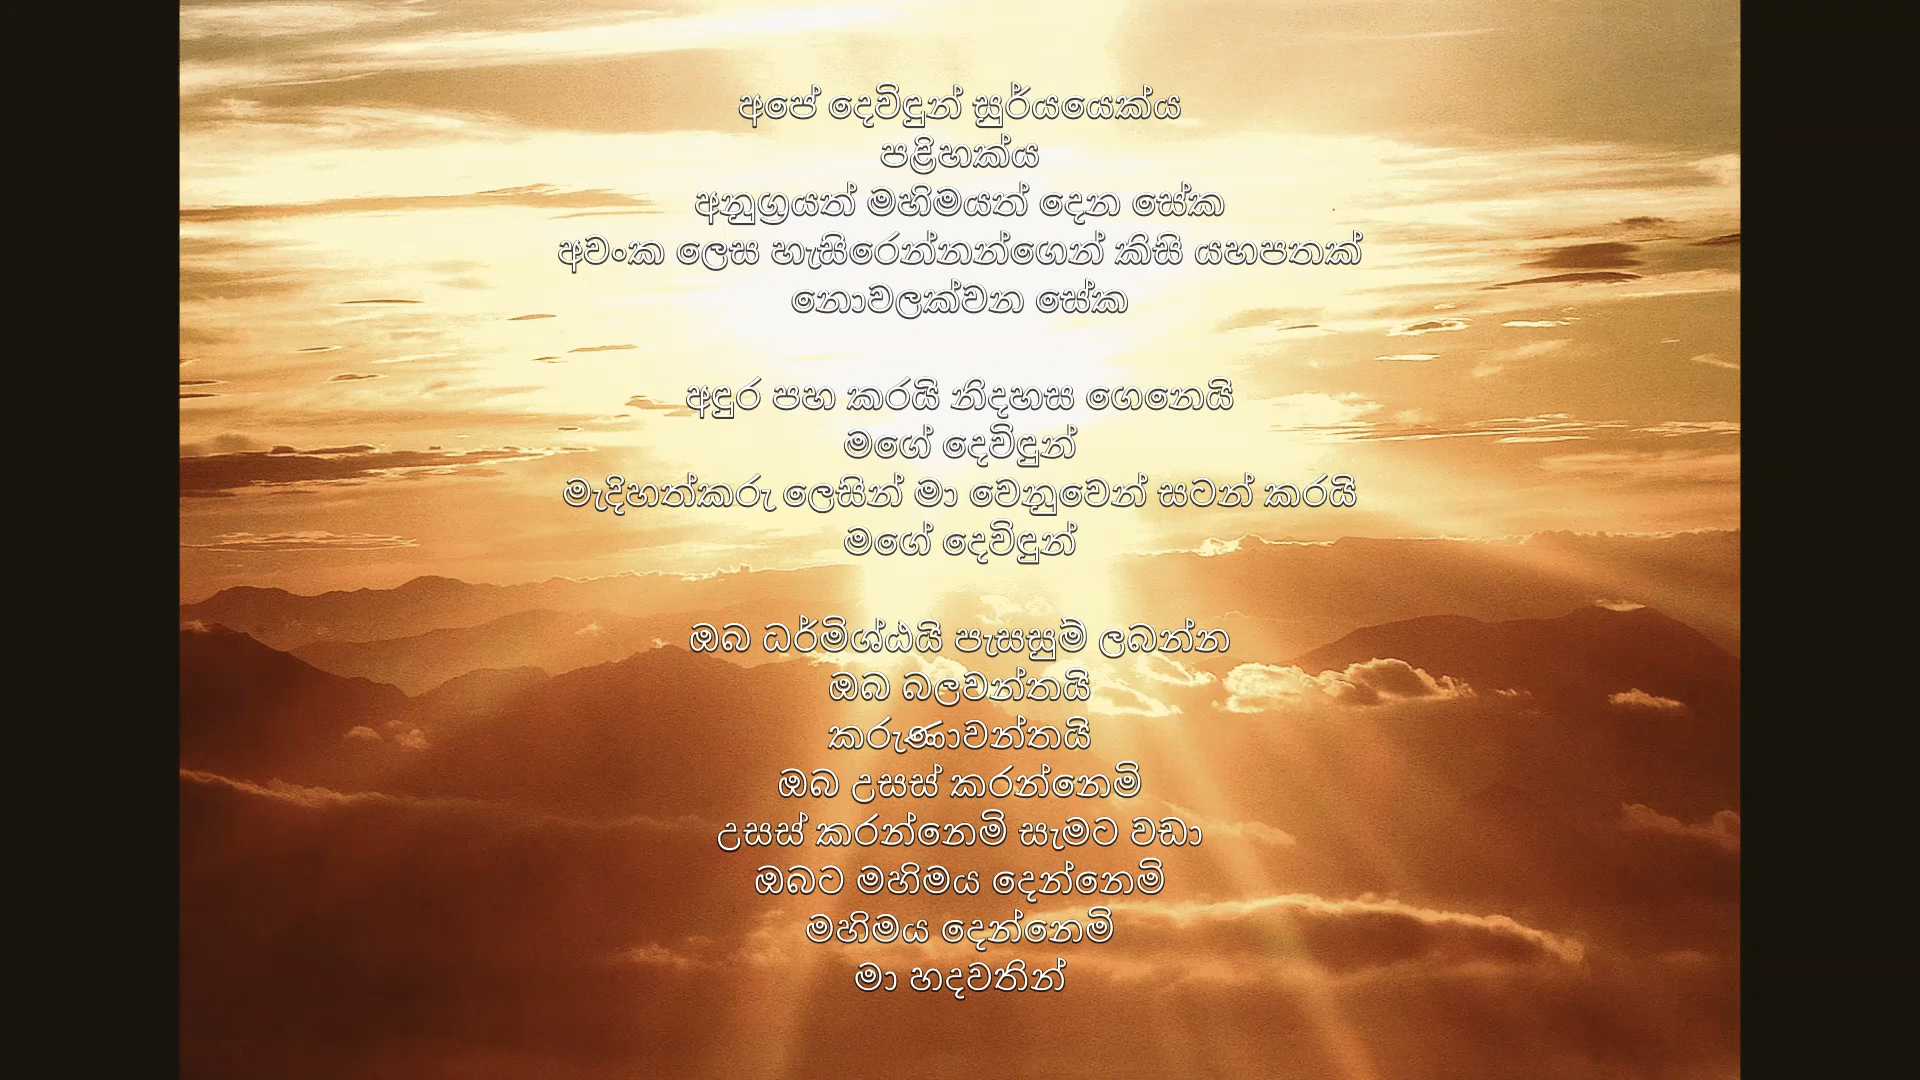 අපේ දෙවිඳුන් සූර්යයෙක්ය
පළිහක්ය
අනුග්‍රයත් මහිමයත් දෙන සේක
අවංක ලෙස හැසිරෙන්නන්ගෙන් කිසි යහපතක්
නොවලක්වන සේක
අඳුර පහ කරයි නිදහස ගෙනෙයි
මගේ දෙවිඳුන්
මැදිහත්කරු ලෙසින් මා වෙනුවෙන් සටන් කරයි
මගේ දෙවිඳුන්
ඔබ ධර්මිශ්ඨයි පැසසුම් ලබන්න
ඔබ බලවන්තයි
කරුණාවන්තයි
ඔබ උසස් කරන්නෙමි
උසස් කරන්නෙමි සැමට වඩා
ඔබට මහිමය දෙන්නෙමි
මහිමය දෙන්නෙමි
මා හදවතින්